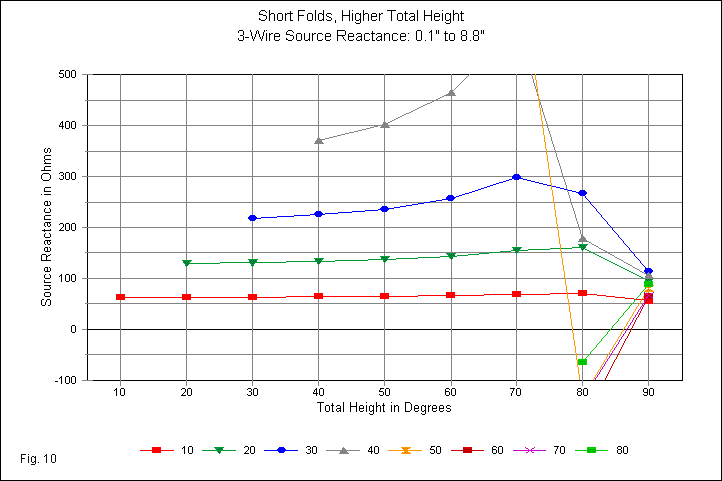 Short Folds, Higher Total Height
3-Wire Source Reactance: 0.1" to 8.8"
Source Reactance in Ohms
500
400
300
200
100
0
-100
10 20 30 40 50 60 70 80 90
Total Height in Degrees
10 20 30 40 50 60 70 80
Fig. 10